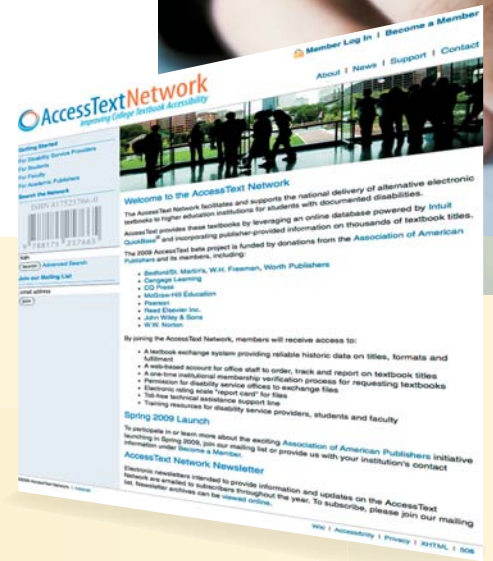 Member Log In | Become a Member
About | News | Support | Contact
AccessTextNetwork
Improving College Textbook Accessibility
Getting Started
For Disability Service Providers
For Students
For Faculty
For Academic Publishers
Search the Network
ISBN 817525766-0
9 788175 257665
Advanced Search
Join our Mailing List
email address
Welcome to the AccessText Network
The AccessText Network facilitates and supports the national delivery of alternative electronic
textbooks to higher education institutions for students with documented disabilities.
AccessText provides these textbooks by leveraging an online database powered by Intuit
QuickBase and incorporating publisher-provided information on thousands of textbook titles.
The 2009 AccessText beta project is funded by donations from the Association of American
Publishers and its members, including:
• Bedford/St. Martin's, W.H. Freeman, Worth Publishers
• Cengage Learning
• CQ Press
• McGraw-Hill Education
• Pearson
• Reed Elsevier Inc.
• John Wiley & Sons
• W.W. Norton
By joining the AccessText Network, members will receive access to:
• A textbook exchange system providing reliable historic data on titles, formats and
fulfillment
• A web-based account for office staff to order, track and report on textbook titles
• A one-time institutional membership verification process for requesting textbooks
• Permission for disability service offices to exchange files
• Electronic rating scale "report card" for files
• Toll-free technical assistance support line
• Training resources for disability service providers, students and faculty
Spring 2009 Launch
To participate in or learn more about the exciting Association of American Publishers initiative
launching in Spring 2009, join our mailing list or provide us with your institution's contact
information under Become a Member.
AccessText Network Newsletter
Electronic newsletters intended to provide information and updates on the AccessText
Network are emailed to subscribers throughout the year. To subscribe, please join our mailing
list. Newsletter archives can be viewed online.
©2009 AccessText Network |
Wiki | Accessibility | Privacy | XHTML | 508